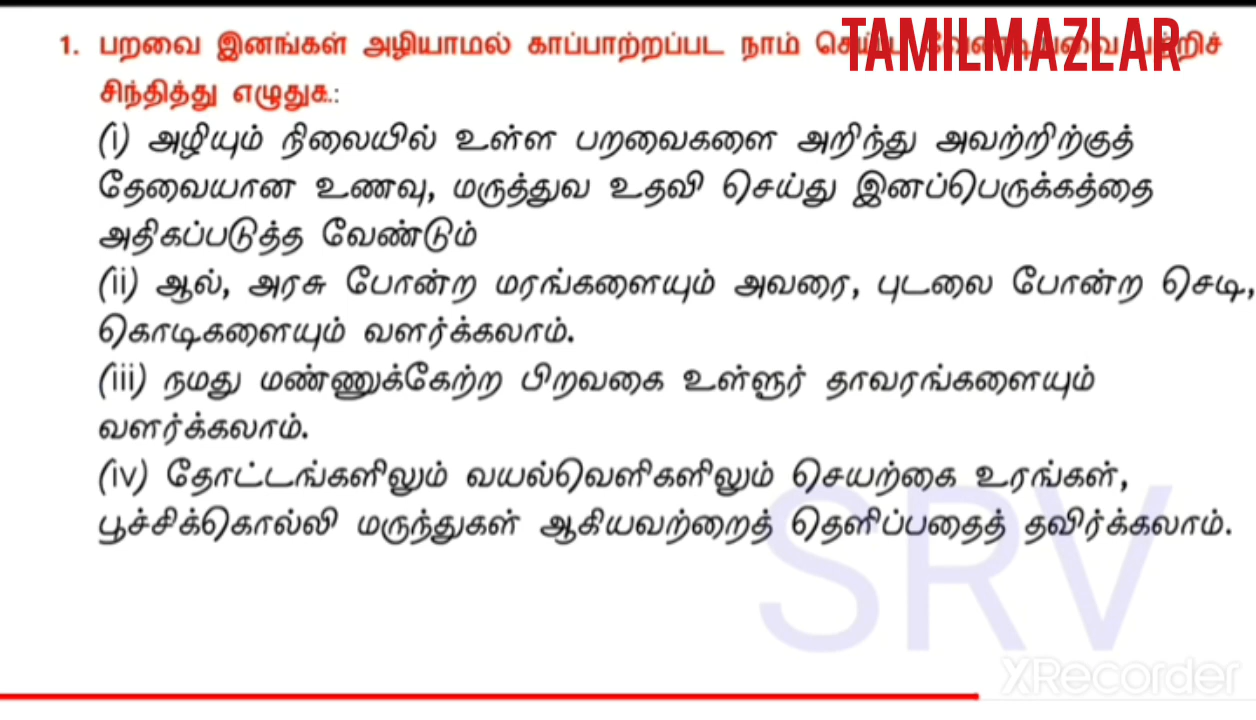 TAMILMAZLAR
1. பறவை இனங்கள் அழியாமல் காப்பாற்றப்பட நாம்
சிந்தித்து எழுதுக.:
(i) அழியும் நிலையில் உள்ள பறவைகளை அறிந்து அவற்றிற்குத்
தேவையான உணவு, மருத்துவ உதவி செய்து இனப்பெருக்கத்தை
அதிகப்படுத்த வேண்டும்
(ii) ஆல், அரசு போன்ற மரங்களையும் அவரை, புடலை போன்ற செடி,
கொடிகளையும் வளர்க்கலாம்.
(iii) நமது மண்ணுக்கேற்ற பிறவகை உள்ளூர் தாவரங்களையும்
வளர்க்கலாம்.
(iv) தோட்டங்களிலும் வயல்வெளிகளிலும் செயற்கை உரங்கள்,
பூச்சிக்கொல்லி மருந்துகள் ஆகியவற்றைத் தெளிப்பதைத் தவிர்க்கலாம்.
SRV
XRecorder